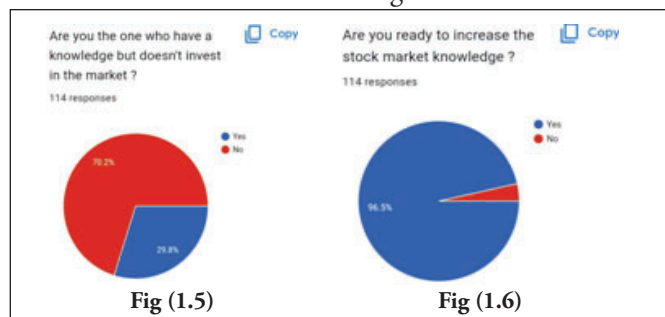 Are you the one who have a
knowledge but doesn't invest
in the market ?
Copy
114 responses
Yes
No
70.2%
29.8%
Fig (1.5)
Are you ready to increase the
stock market knowledge ?
Copy
114 responses
Yes
No
96.5%
Fig (1.6)